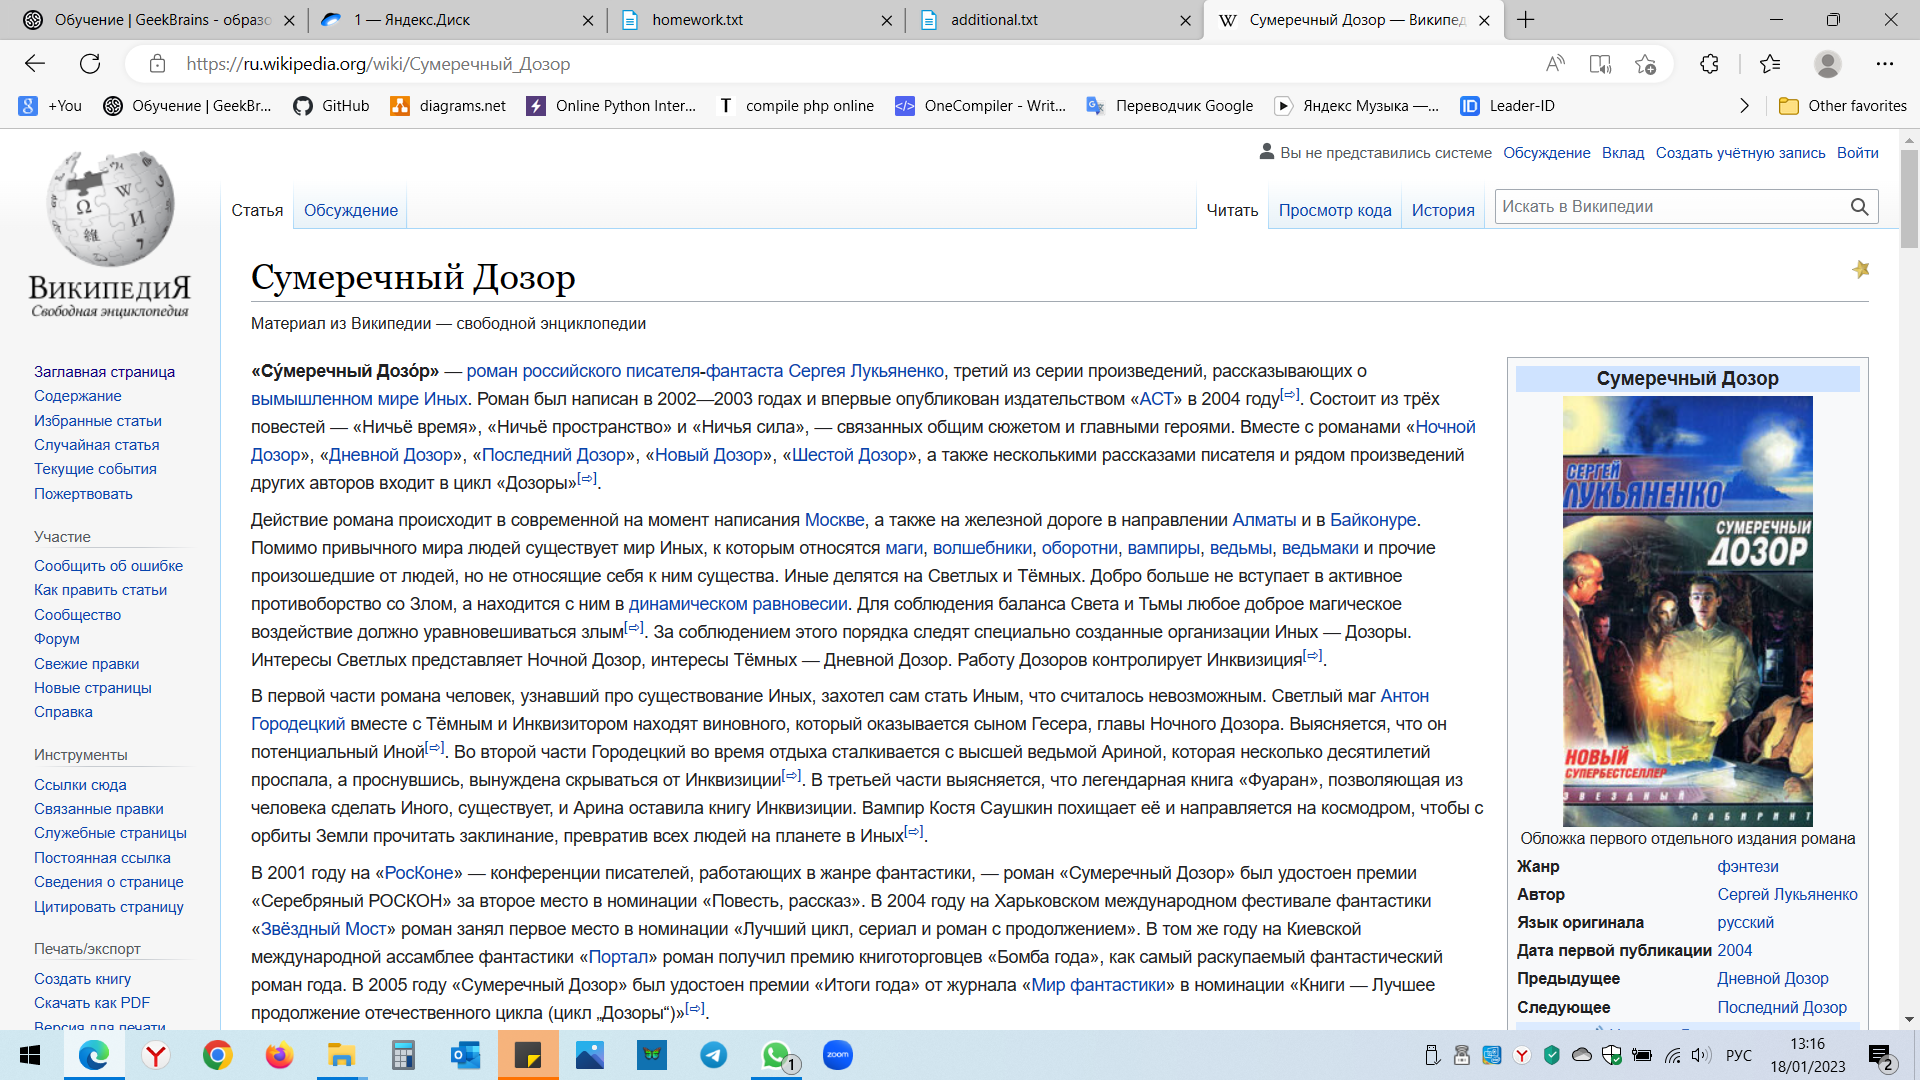 Обучение | GeekBrains - образо
1 — Яндекс.Диск
homework.txt
additional.txt
Сумеречный Дозор — Википед
https://ru.wikipedia.org/wiki/Сумеречный_Дозор
+You
Обучение | GeekBr...
GitHub
diagrams.net
Online Python Inter...
compile php online
OneCompiler - Writ...
Переводчик Google
Яндекс Музыка —...
Leader-ID
Other favorites
ВикипедиЯ
Свободная энциклопедия
Вы не представились системе
Обсуждение
Вклад
Создать учётную запись
Войти
Статья
Обсуждение
Читать
Просмотр кода
История
Искать в Википедии
Заглавная страница
Содержание
Избранные статьи
Случайная статья
Текущие события
Пожертвовать
Участие
Сообщить об ошибке
Как править статьи
Сообщество
Форум
Свежие правки
Новые страницы
Справка
Инструменты
Ссылки сюда
Связанные правки
Служебные страницы
Постоянная ссылка
Сведения о странице
Цитировать страницу
Печать/экспорт
Создать книгу
Скачать как PDF
Версия для печати
Сумеречный Дозор
Материал из Википедии — свободной энциклопедии
«Су́меречный Дозо́р» — роман российского писателя-фантаста Сергея Лукьяненко, третий из серии произведений, рассказывающих о
вымышленном мире Иных. Роман был написан в 2002—2003 годах и впервые опубликован издательством «АСТ» в 2004 году[⇨]. Состоит из трёх
повестей — «Ничьё время», «Ничьё пространство» и «Ничья сила», — связанных общим сюжетом и главными героями. Вместе с романами «Ночной
Дозор», «Дневной Дозор», «Последний Дозор», «Новый Дозор», «Шестой Дозор», а также несколькими рассказами писателя и рядом произведений
других авторов входит в цикл «Дозоры»[⇨].
Действие романа происходит в современной на момент написания Москве, а также на железной дороге в направлении Алматы и в Байконуре.
Помимо привычного мира людей существует мир Иных, к которым относятся маги, волшебники, оборотни, вампиры, ведьмы, ведьмаки и прочие
произошедшие от людей, но не относящие себя к ним существа. Иные делятся на Светлых и Тёмных. Добро больше не вступает в активное
противоборство со Злом, а находится с ним в динамическом равновесии. Для соблюдения баланса Света и Тьмы любое доброе магическое
воздействие должно уравновешиваться злым[⇨]. За соблюдением этого порядка следят специально созданные организации Иных — Дозоры.
Интересы Светлых представляет Ночной Дозор, интересы Тёмных — Дневной Дозор. Работу Дозоров контролирует Инквизиция[⇨].
В первой части романа человек, узнавший про существование Иных, захотел сам стать Иным, что считалось невозможным. Светлый маг Антон
Городецкий вместе с Тёмным и Инквизитором находят виновного, который оказывается сыном Гесера, главы Ночного Дозора. Выясняется, что он
потенциальный Иной[⇨]. Во второй части Городецкий во время отдыха сталкивается с высшей ведьмой Ариной, которая несколько десятилетий
проспала, а проснувшись, вынуждена скрываться от Инквизиции[⇨]. В третьей части выясняется, что легендарная книга «Фуаран», позволяющая из
человека сделать Иного, существует, и Арина оставила книгу Инквизиции. Вампир Костя Саушкин похищает её и направляется на космодром, чтобы с
орбиты Земли прочитать заклинание, превратив всех людей на планете в Иных[⇨].
В 2001 году на «РосКоне» — конференции писателей, работающих в жанре фантастики, — роман «Сумеречный Дозор» был удостоен премии
«Серебряный РОСКОН» за второе место в номинации «Повесть, рассказ». В 2004 году на Харьковском международном фестивале фантастики
«Звёздный Мост» роман занял первое место в номинации «Лучший цикл, сериал и роман с продолжением». В том же году на Киевской
международной ассамблее фантастики «Портал» роман получил премию книготорговцев «Бомба года», как самый раскупаемый фантастический
роман года. В 2005 году «Сумеречный Дозор» был удостоен премии «Итоги года» от журнала «Мир фантастики» в номинации «Книги — Лучшее
продолжение отечественного цикла (цикл „Дозоры“)»[⇨].
Сумеречный Дозор
СЕРГЕЙ
ЛУКЬЯНЕНКО
СУМЕРЕЧНЫЙ
ДОЗОР
НОВЫЙ
СУПЕРБЕСТСЕЛЛЕР
ЗВЕЗДНЫЙ
ЛАБИРИНТ
Обложка первого отдельного издания романа
Жанр фэнтези
Автор Сергей Лукьяненко
Язык оригинала русский
Дата первой публикации 2004
Предыдущее Дневной Дозор
Следующее Последний Дозор
zoom
1
РУС
13:16
18/01/2023
2